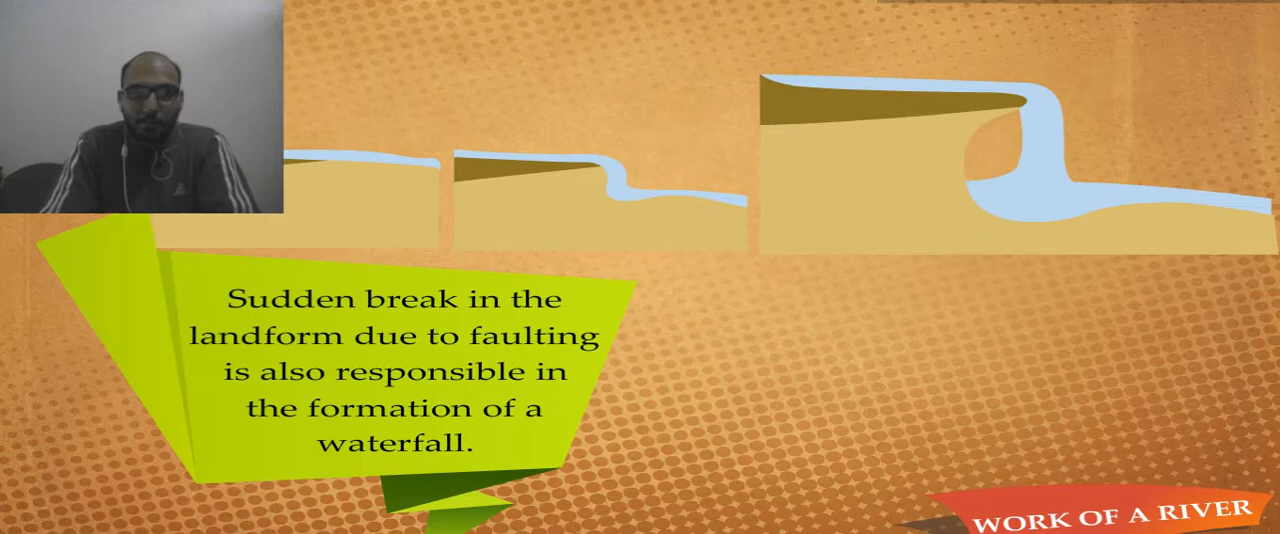 Sudden break in the
landform due to faulting
is also responsible in
the formation of a
waterfall.
WORK OF A RIVER